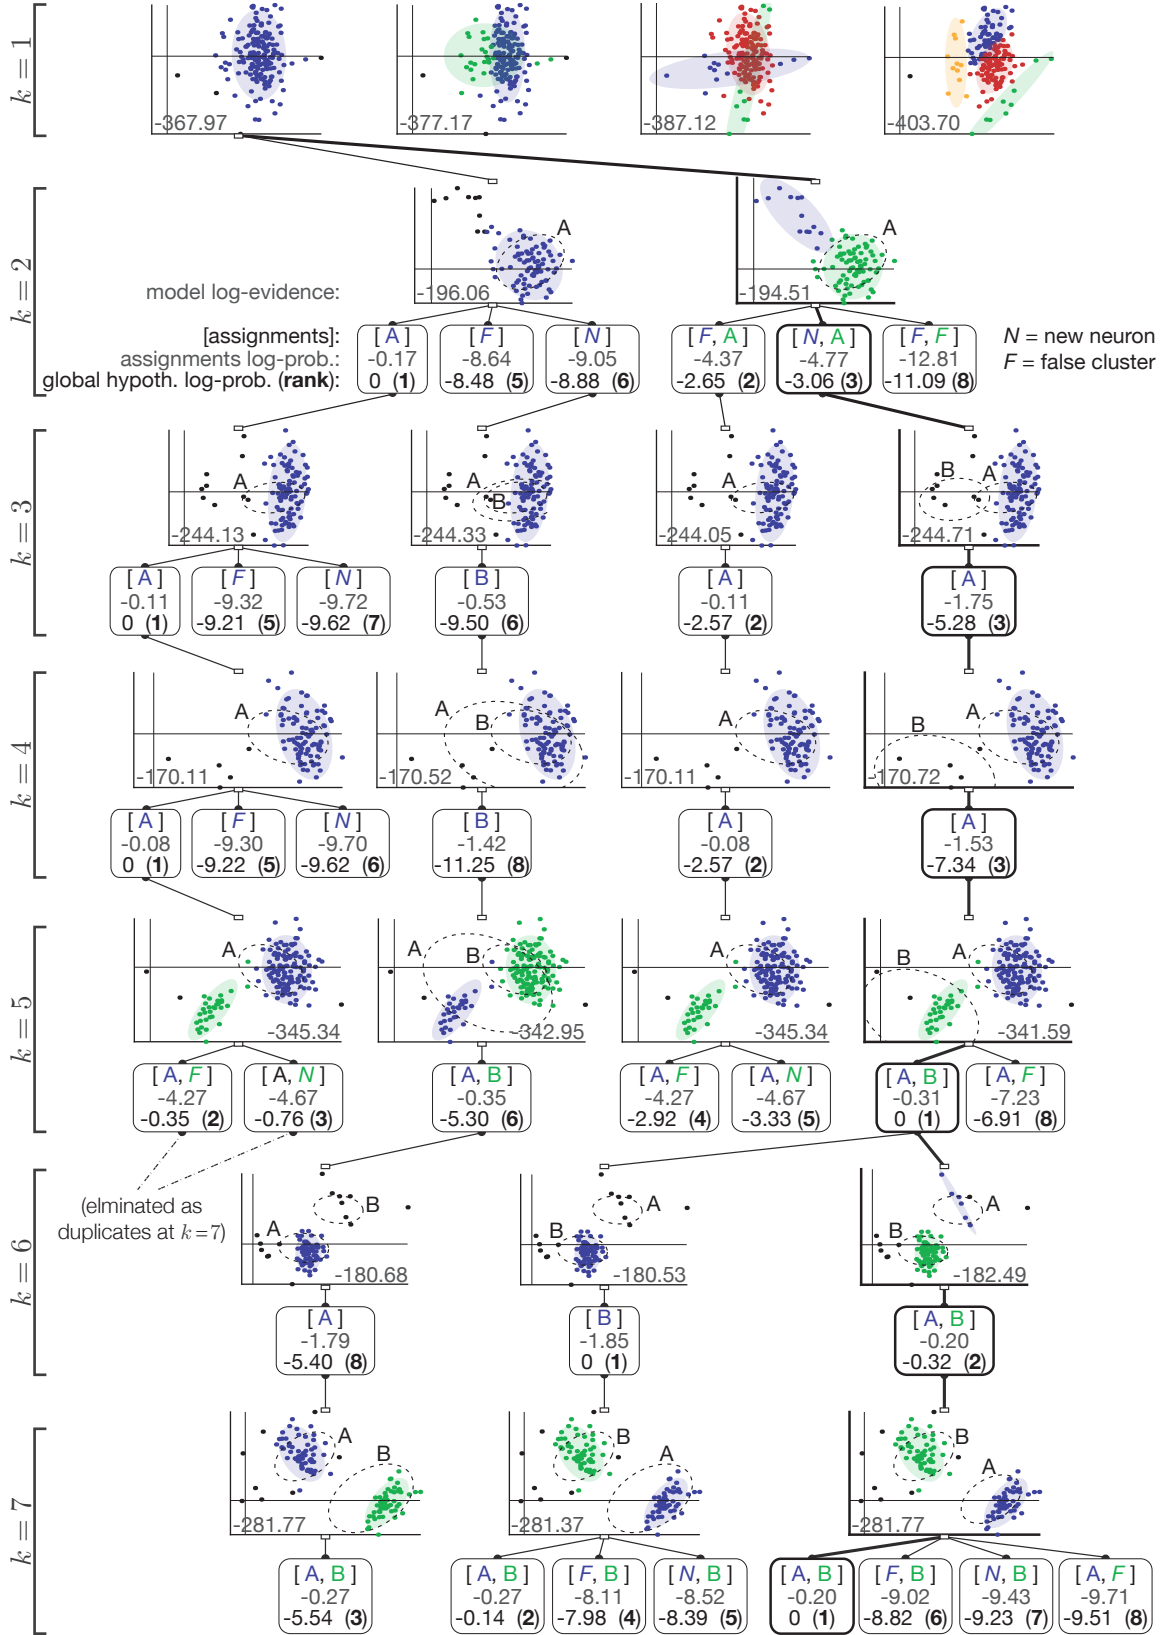 k = 1
-367.97
-377.17
-387.12
-403.70
k = 2
A
A
model log-evidence:
-196.06
-194.51
[assignments]:
[ A ]
[ F ]
[ N ]
[ F, A ]
[ N, A ]
[ F, F ]
N = new neuron
assignments log-prob.:
-0.17
-8.64
-9.05
-4.37
-4.77
-12.81
F = false cluster
global hypoth. log-prob. (rank):
0 (1)
-8.48 (5)
-8.88 (6)
-2.65 (2)
-3.06 (3)
-11.09 (8)
k = 3
A
A
B
A
B
A
-244.13
-244.33
-244.05
-244.71
[ A ]
[ F ]
[ N ]
[ B ]
[ A ]
[ A ]
-0.11
-9.32
-9.72
-0.53
-0.11
-1.75
0 (1)
-9.21 (5)
-9.62 (7)
-9.50 (6)
-2.57 (2)
-5.28 (3)
k = 4
A
A
B
A
B
A
-170.11
-170.52
-170.11
-170.72
[ A ]
[ F ]
[ N ]
[ B ]
[ A ]
[ A ]
-0.08
-9.30
-9.70
-1.42
-0.08
-1.53
0 (1)
-9.22 (5)
-9.62 (6)
-11.25 (8)
-2.57 (2)
-7.34 (3)
k = 5
A
A
B
A
B
A
-345.34
-342.95
-345.34
-341.59
[ A, F ]
[ A, N ]
[ A, B ]
[ A, F ]
[ A, N ]
[ A, B ]
[ A, F ]
-4.27
-4.67
-0.35
-4.27
-4.67
-0.31
-7.23
-0.35 (2)
-0.76 (3)
-5.30 (6)
-2.92 (4)
-3.33 (5)
0 (1)
-6.91 (8)
(elminated as
duplicates at k = 7)
k = 6
A
B
B
A
B
A
-180.68
-180.53
-182.49
[ A ]
[ B ]
[ A, B ]
-1.79
-1.85
-0.20
-5.40 (8)
0 (1)
-0.32 (2)
k = 7
A
B
B
A
B
A
-281.77
-281.37
-281.77
[ A, B ]
[ A, B ]
[ F, B ]
[ N, B ]
[ A, B ]
[ F, B ]
[ N, B ]
[ A, F ]
-0.27
-0.27
-8.11
-8.52
-0.20
-9.02
-9.43
-9.71
-5.54 (3)
-0.14 (2)
-7.98 (4)
-8.39 (5)
0 (1)
-8.82 (6)
-9.23 (7)
-9.51 (8)